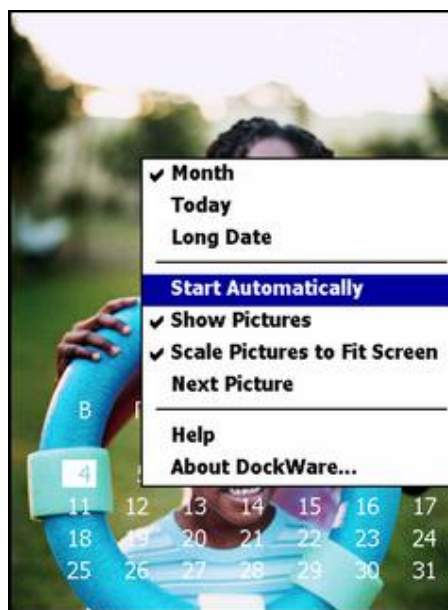 Month
Today
Long Date
Start Automatically
Show Pictures
Scale Pictures to Fit Screen
Next Picture
Help
About DockWare...
В
4
11 12 13 14 15 16 17
18 19 20 21 22 23 24
25 26 27 28 29 30 31